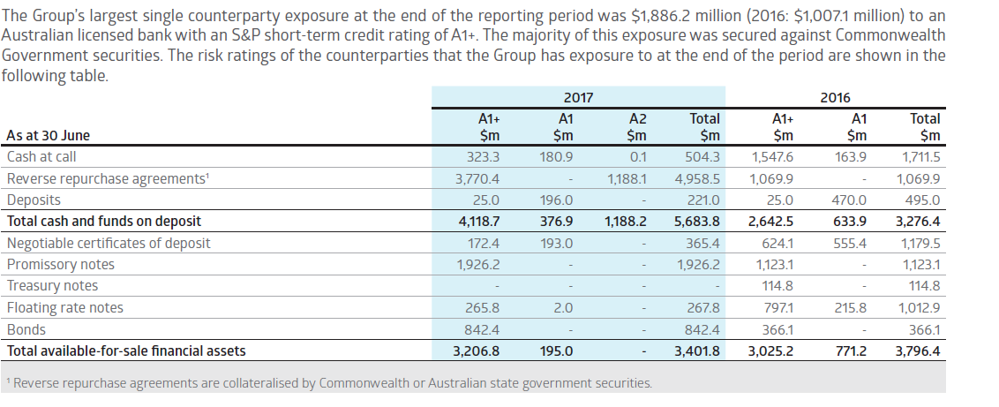 The Group's largest single counterparty exposure at the end of the reporting period was $1,886.2 million (2016: $1,007.1 million) to an
Australian licensed bank with an S&P short-term credit rating of A1+. The majority of this exposure was secured against Commonwealth
Government securities. The risk ratings of the counterparties that the Group has exposure to at the end of the period are shown in the
following table.
2017 2016
A1+ A1 A2 Total A1+ A1 Total
As at 30 June $m $m $m $m $m $m $m
Cash at call 323.3 180.9 0.1 504.3 1,547.6 163.9 1,711.5
Reverse repurchase agreements¹ 3,770.4 - 1,188.1 4,958.5 1,069.9 - 1,069.9
Deposits 25.0 196.0 - 221.0 25.0 470.0 495.0
Total cash and funds on deposit 4,118.7 376.9 1,188.2 5,683.8 2,642.5 633.9 3,276.4
Negotiable certificates of deposit 172.4 193.0 - 365.4 624.1 555.4 1,179.5
Promissory notes 1,926.2 - - 1,926.2 1,123.1 - 1,123.1
Treasury notes - - - - 114.8 - 114.8
Floating rate notes 265.8 2.0 - 267.8 797.1 215.8 1,012.9
Bonds 842.4 - - 842.4 366.1 - 366.1
Total available-for-sale financial assets 3,206.8 195.0 - 3,401.8 3,025.2 771.2 3,796.4
¹ Reverse repurchase agreements are collateralised by Commonwealth or Australian state government securities.